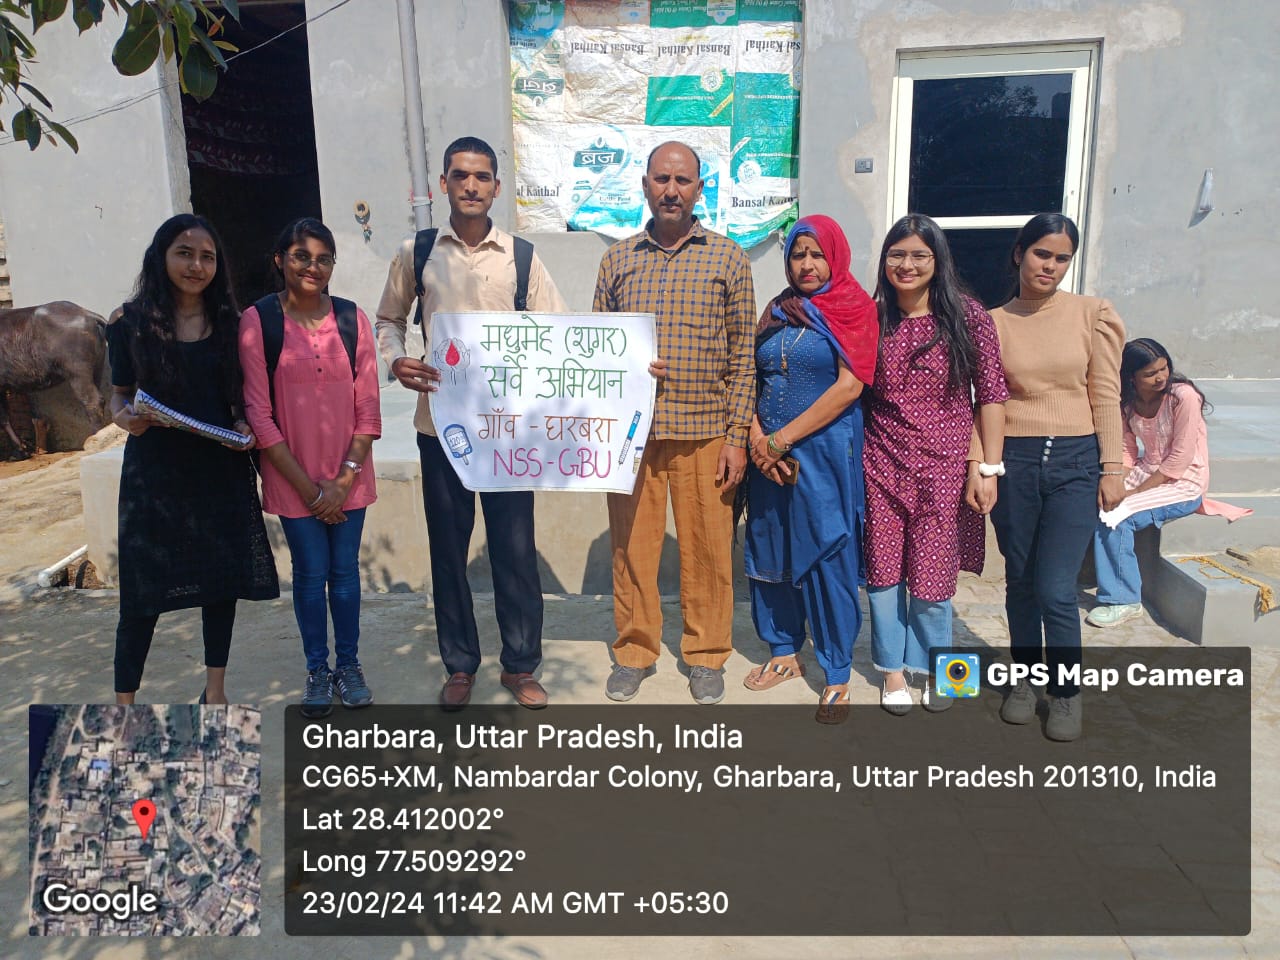 Bansal Kaithal
Bansal Kaithal
ब्रज
Bansal Kaithal
मधुमेह (शुगर)
सर्वे अभियान
गाँव - घरबरा
NSS-GBU
GPS Map Camera
Gharbara, Uttar Pradesh, India
CG65+XM, Nambardar Colony, Gharbara, Uttar Pradesh 201310, India
Lat 28.412002°
Long 77.509292°
23/02/24 11:42 AM GMT +05:30
Google